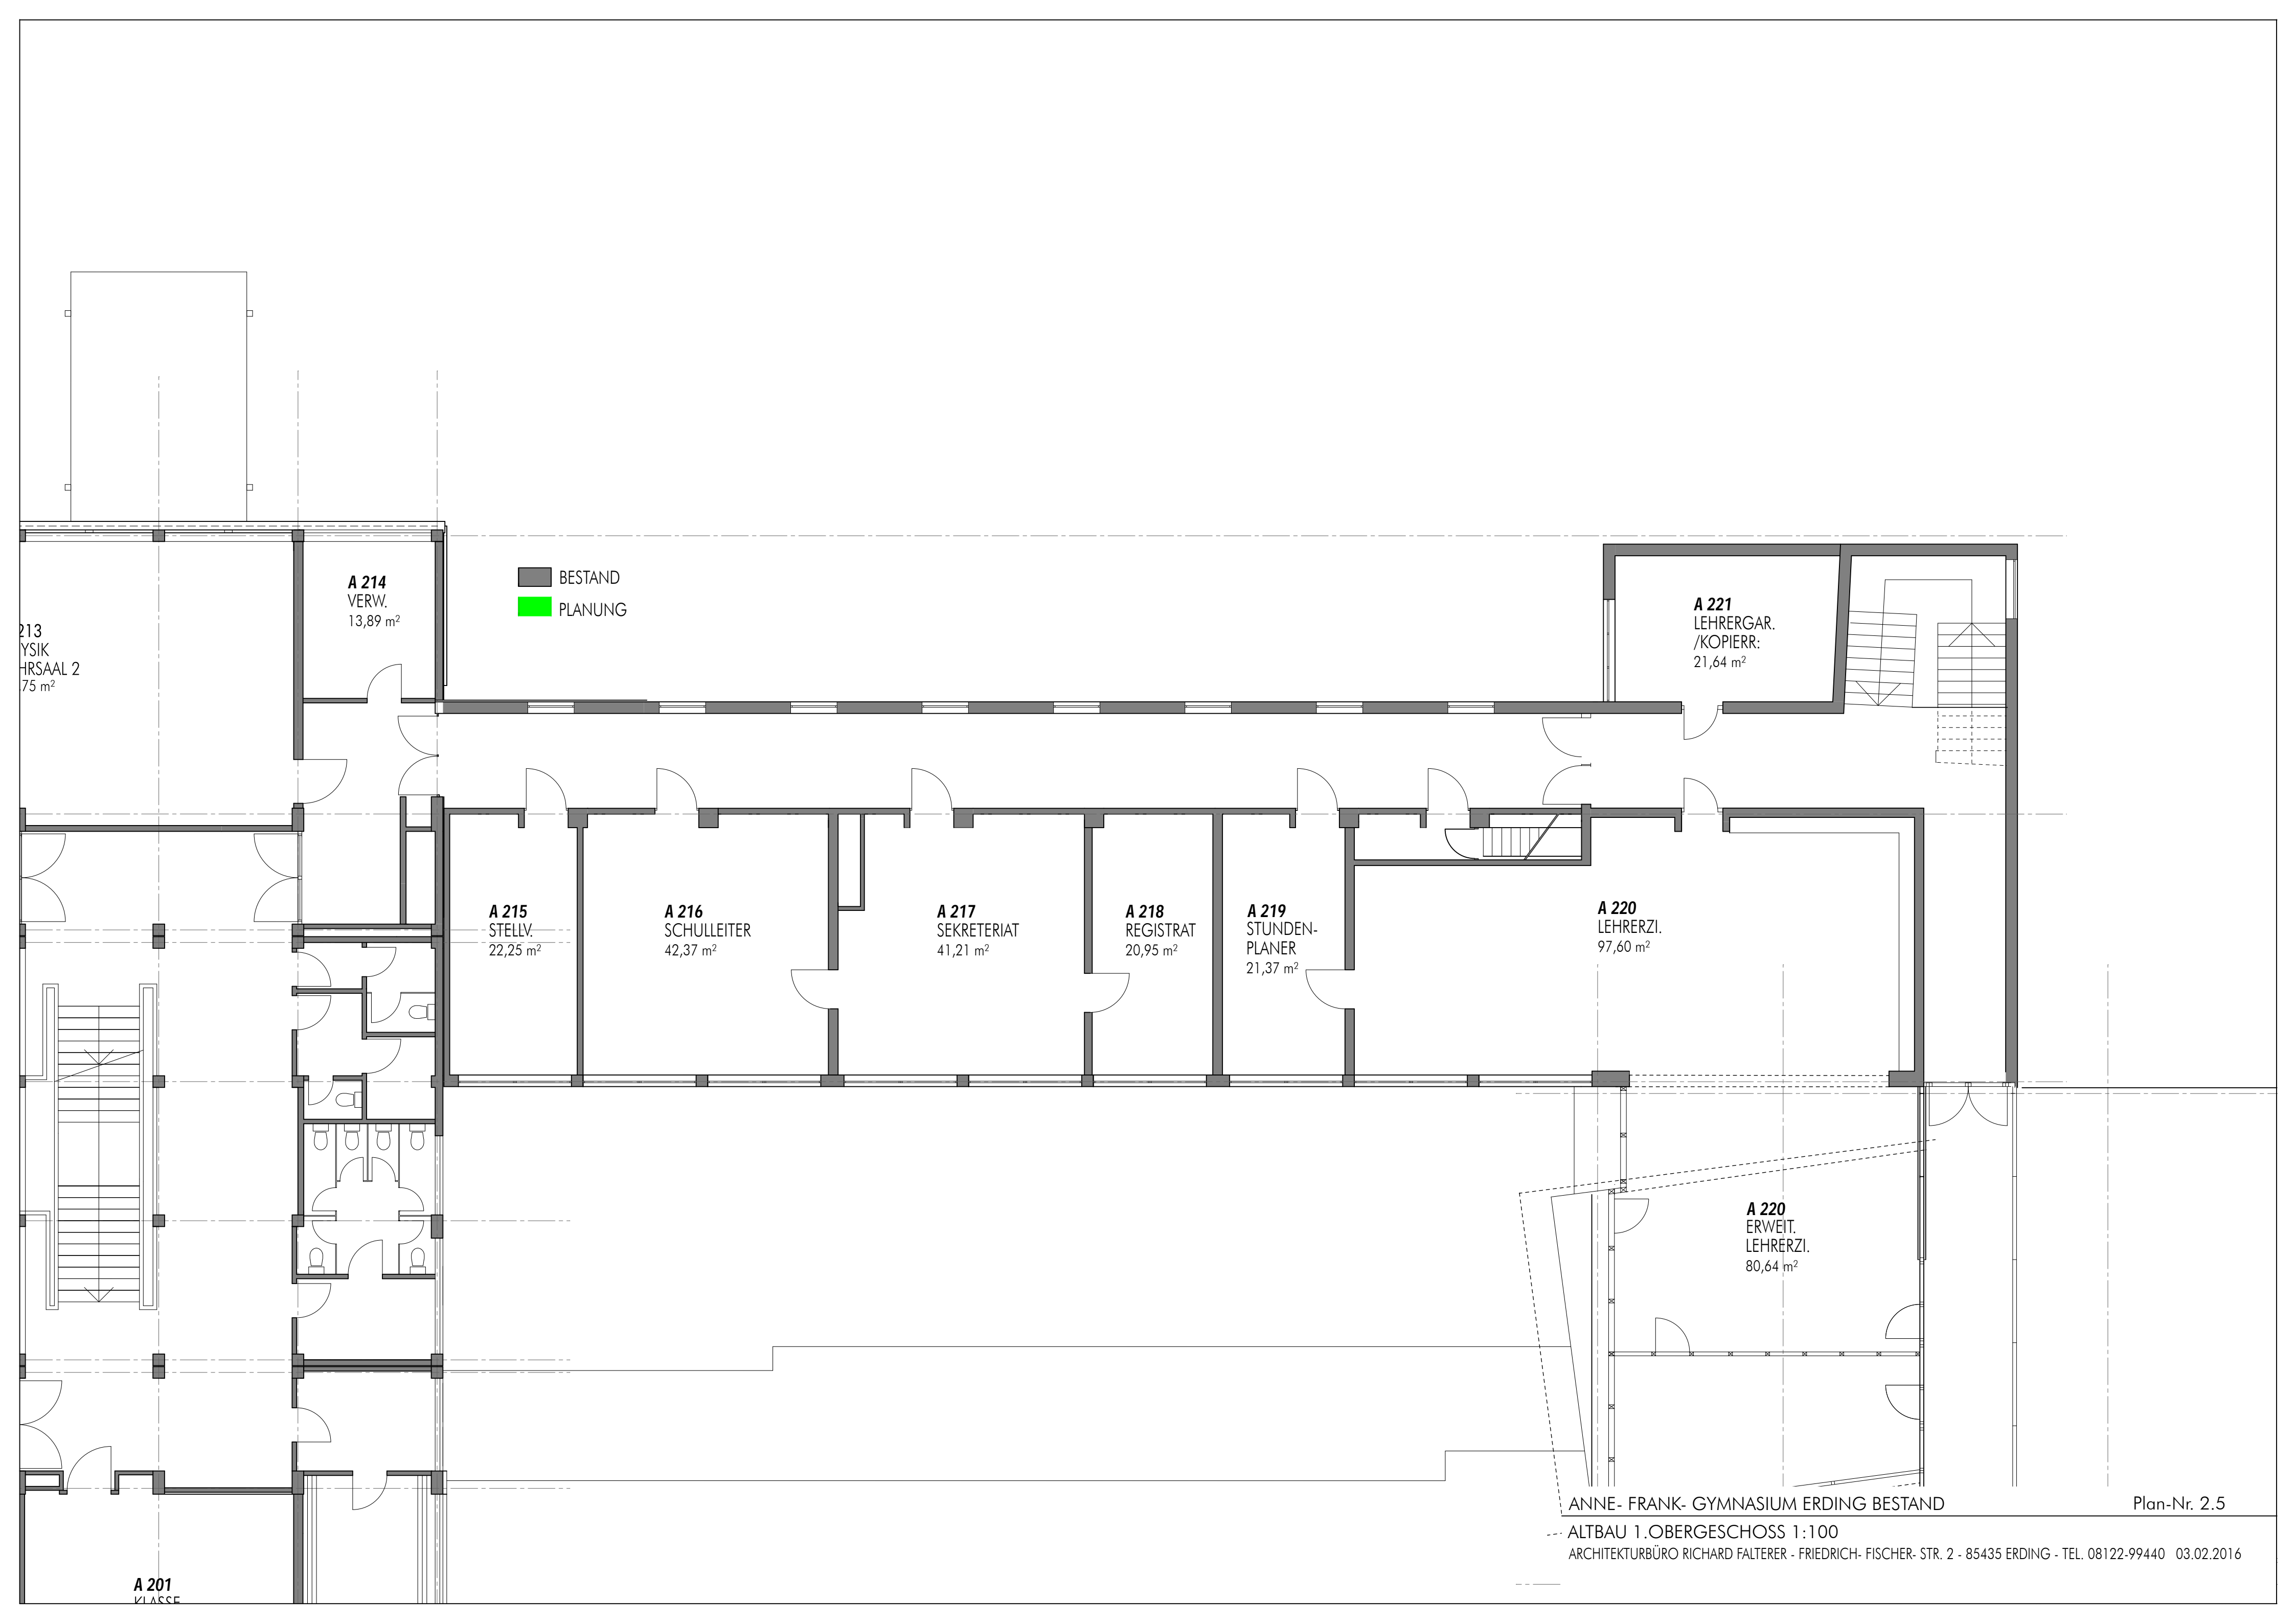 BESTAND
PLANUNG
A 214
VERW.
13,89 m²
213
YSIK
HRSAAL 2
,75 m²
A 221
LEHRERGAR.
/KOPIERR:
21,64 m²
A 215
STELLV.
22,25 m²
A 216
SCHULLEITER
42,37 m²
A 217
SEKRETERIAT
41,21 m²
A 218
REGISTRAT
20,95 m²
A 219
STUNDEN-
PLANER
21,37 m²
A 220
LEHRERZI.
97,60 m²
A 220
ERWEIT.
LEHRERZI.
80,64 m²
A 201
KLASSE
ANNE- FRANK- GYMNASIUM ERDING BESTAND Plan-Nr. 2.5
ALTBAU 1.OBERGESCHOSS 1:100
ARCHITEKTURBÜRO RICHARD FALTERER - FRIEDRICH- FISCHER- STR. 2 - 85435 ERDING - TEL. 08122-99440 03.02.2016